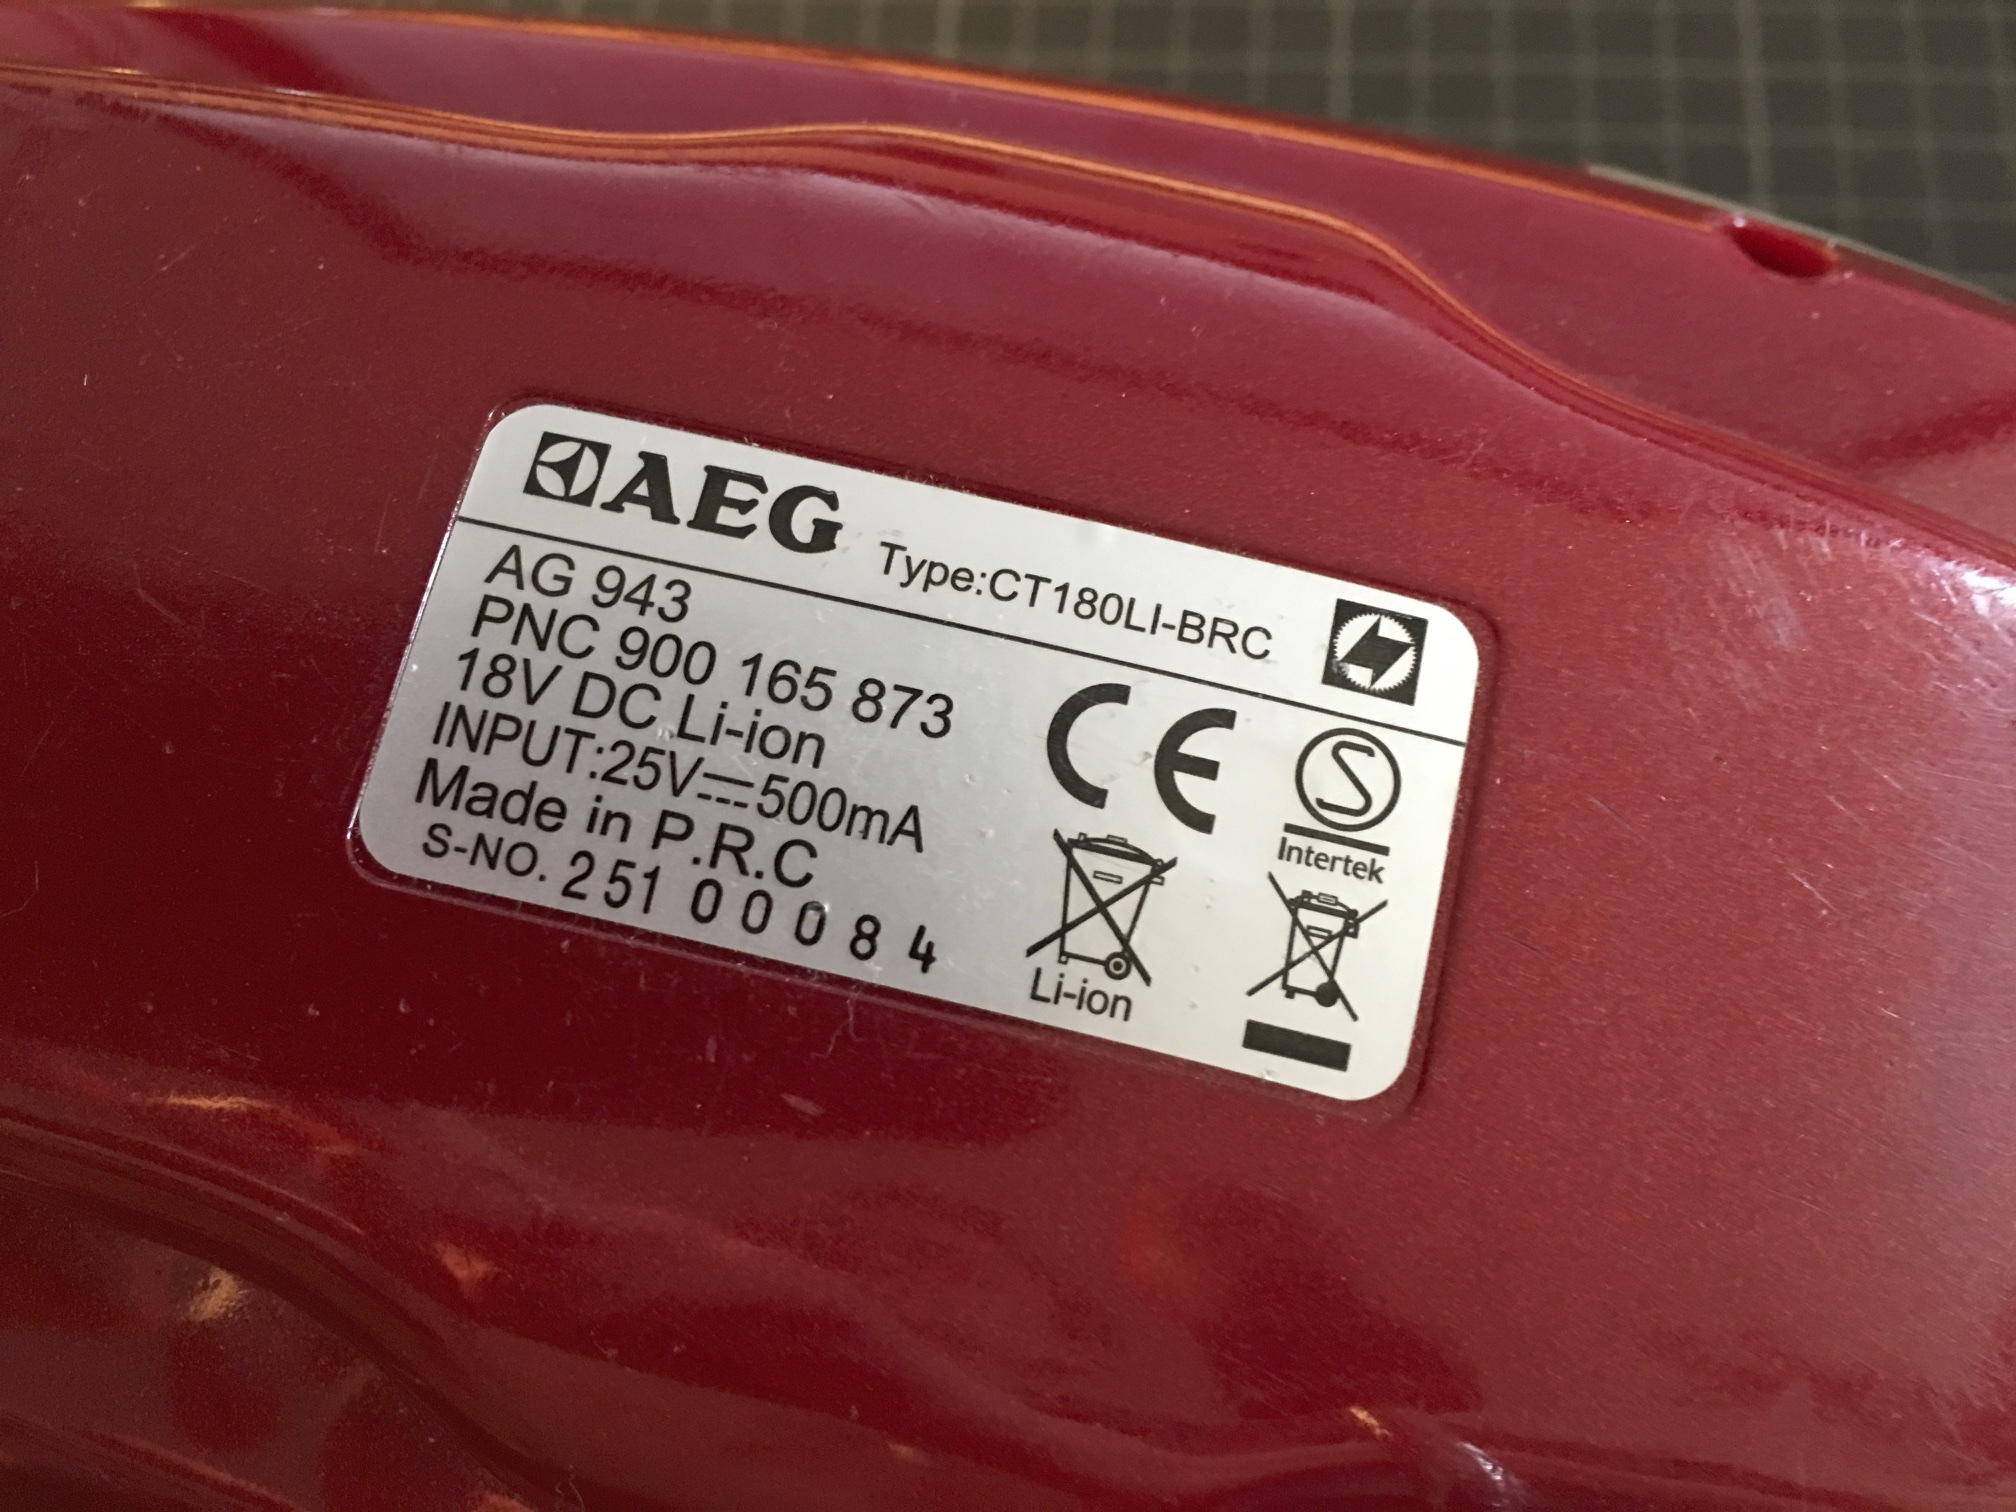 AEG Type:CT180LI-BRC
AG 943
PNC 900 165 873
18V DC Li-ion
INPUT:25V⎓500mA
Made in P.R.C
S-NO. 251 00084
CE
S
Intertek
Li-ion